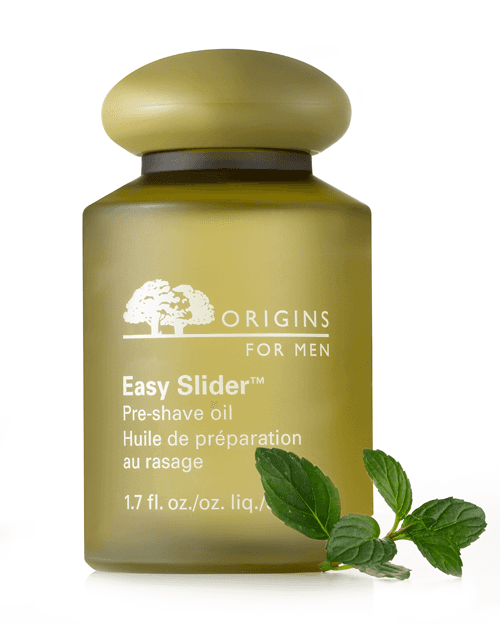 ORIGINS
FOR MEN
Easy Slider™
Pre-shave oil
Huile de préparation
au rasage
1.7 fl. oz./oz. liq./